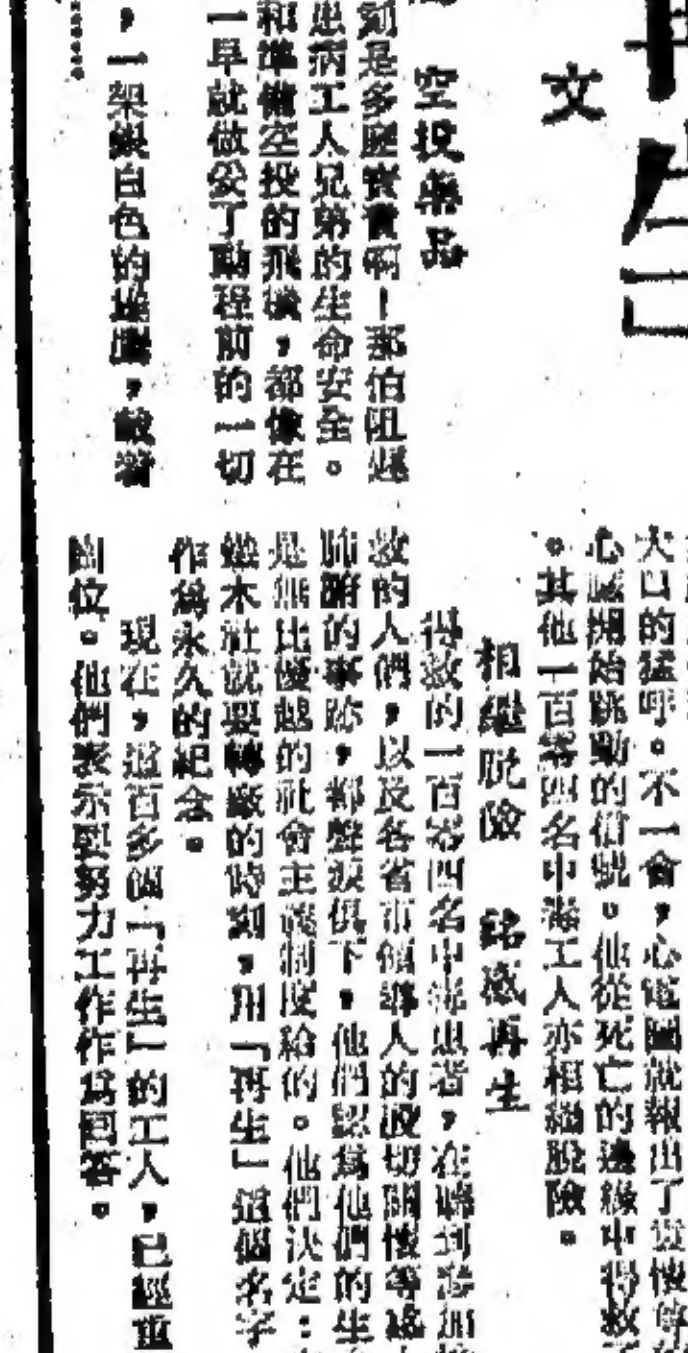 再生」
文
空投藥品
刻是多麼寶貴啊！那怕阻遲
患病工人兄弟的生命安全。
和準備空投的飛機，都像在
一早就做妥了啟程前的一切
，一架銀白色的雄鷹，載著
大口的猛呼。不一會，心電圖就報出了
心臟開始跳動的信號。他從死亡的邊緣中得救了
。其他一百零四名中毒工人亦相繼脫險。
相繼脫險　銘感再生
得救的一百零四名中毒患者，在聽到參加
救的人們，以及各省市領導人的深切關懷等
肺腑的事跡，都聲淚俱下，他們認為他們的生
是無比優越的社會主義制度給的。他們決定：
木社就要轉廠的時刻，用「再生」這個名字
作為永久的紀念。
現在，這百多個「再生」的工人，已經重
崗位。他們表示要努力工作作為回答。